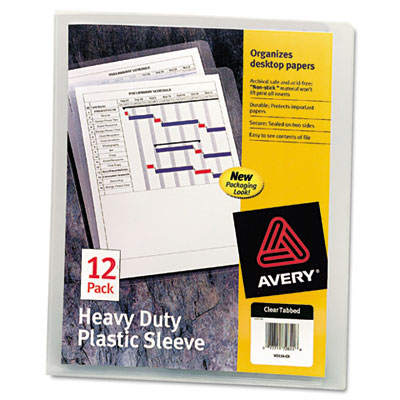 Organizes
desktop papers
Archival safe and acid-free:
"Non-stick" material won't
lift print off inserts
Durable; Protects important
papers
Secure; Sealed on two sides
Easy to see contents of file
PRELIMINARY SCHEDULE
New
Packaging
Look!
12
Pack
AVERY
Heavy Duty
Plastic Sleeve
Clear Tabbed